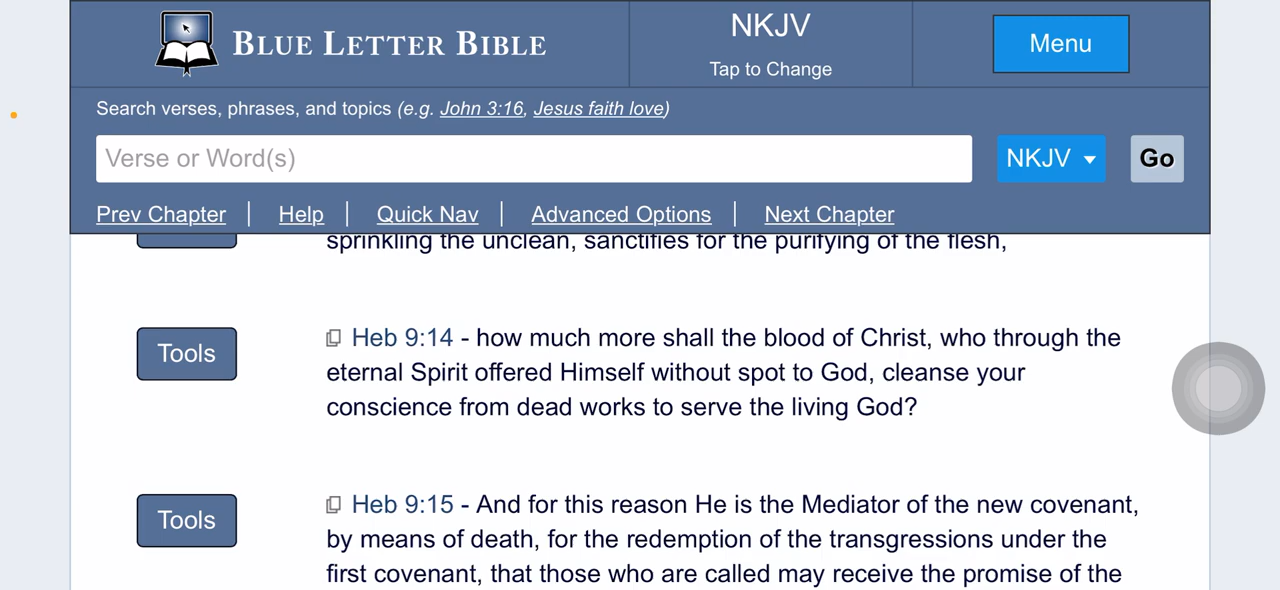 BLUE LETTER BIBLE
NKJV
Tap to Change
Menu
Search verses, phrases, and topics (e.g. John 3:16, Jesus faith love)
Verse or Word(s)
NKJV
Go
Prev Chapter
Help
Quick Nav
Advanced Options
Next Chapter
sprinkling the unclean, sanctifies for the purifying of the flesh,
Tools
Heb 9:14 - how much more shall the blood of Christ, who through the
eternal Spirit offered Himself without spot to God, cleanse your
conscience from dead works to serve the living God?
Tools
Heb 9:15 - And for this reason He is the Mediator of the new covenant,
by means of death, for the redemption of the transgressions under the
first covenant, that those who are called may receive the promise of the